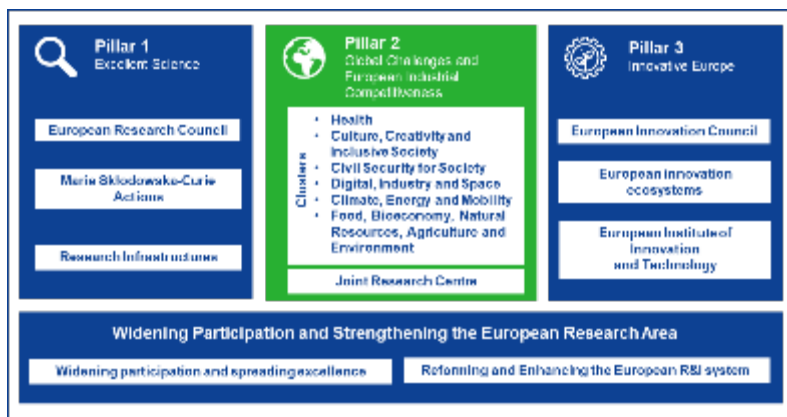 Pillar 1
Excellent Science
European Research Council
Marie Skłodowska-Curie
Actions
Research Infrastructures
Pillar 2
Global Challenges and
European Industrial
Competitiveness
Clusters
• Health
• Culture, Creativity and
Inclusive Society
• Civil Security for Society
• Digital, Industry and Space
• Climate, Energy and Mobility
• Food, Bioeconomy, Natural
Resources, Agriculture and
Environment
Joint Research Centre
Pillar 3
Innovative Europe
European Innovation Council
European innovation
ecosystems
European Institute of
Innovation
and Technology
Widening Participation and Strengthening the European Research Area
Widening participation and spreading excellence
Reforming and Enhancing the European R&I system